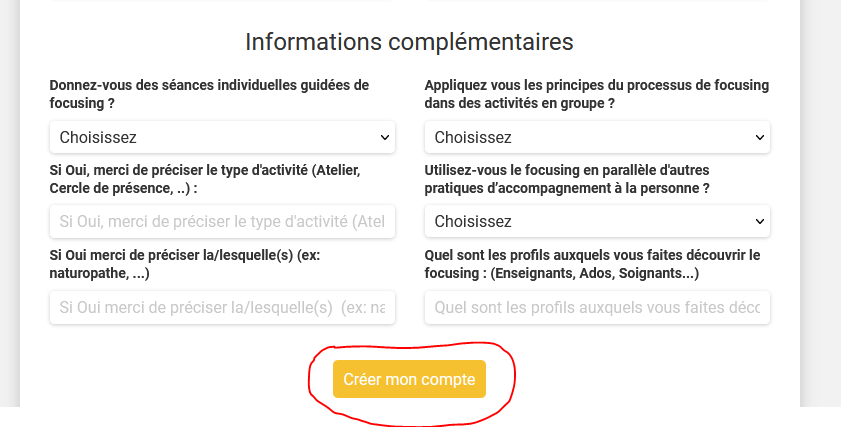 Informations complémentaires
Donnez-vous des séances individuelles guidées de
focusing ?
Choisissez
Appliquez vous les principes du processus de focusing
dans des activités en groupe ?
Choisissez
Si Oui, merci de préciser le type d'activité (Atelier,
Cercle de présence, ..) :
Si Oui, merci de préciser le type d'activité (Atel
Utilisez-vous le focusing en parallèle d'autres
pratiques d’accompagnement à la personne ?
Choisissez
Si Oui merci de préciser la/lesquelle(s) (ex:
naturopathe, ...)
Si Oui merci de préciser la/lesquelle(s) (ex: na
Quel sont les profils auxquels vous faites découvrir le
focusing : (Enseignants, Ados, Soignants...)
Quel sont les profils auxquels vous faites décc
Créer mon compte